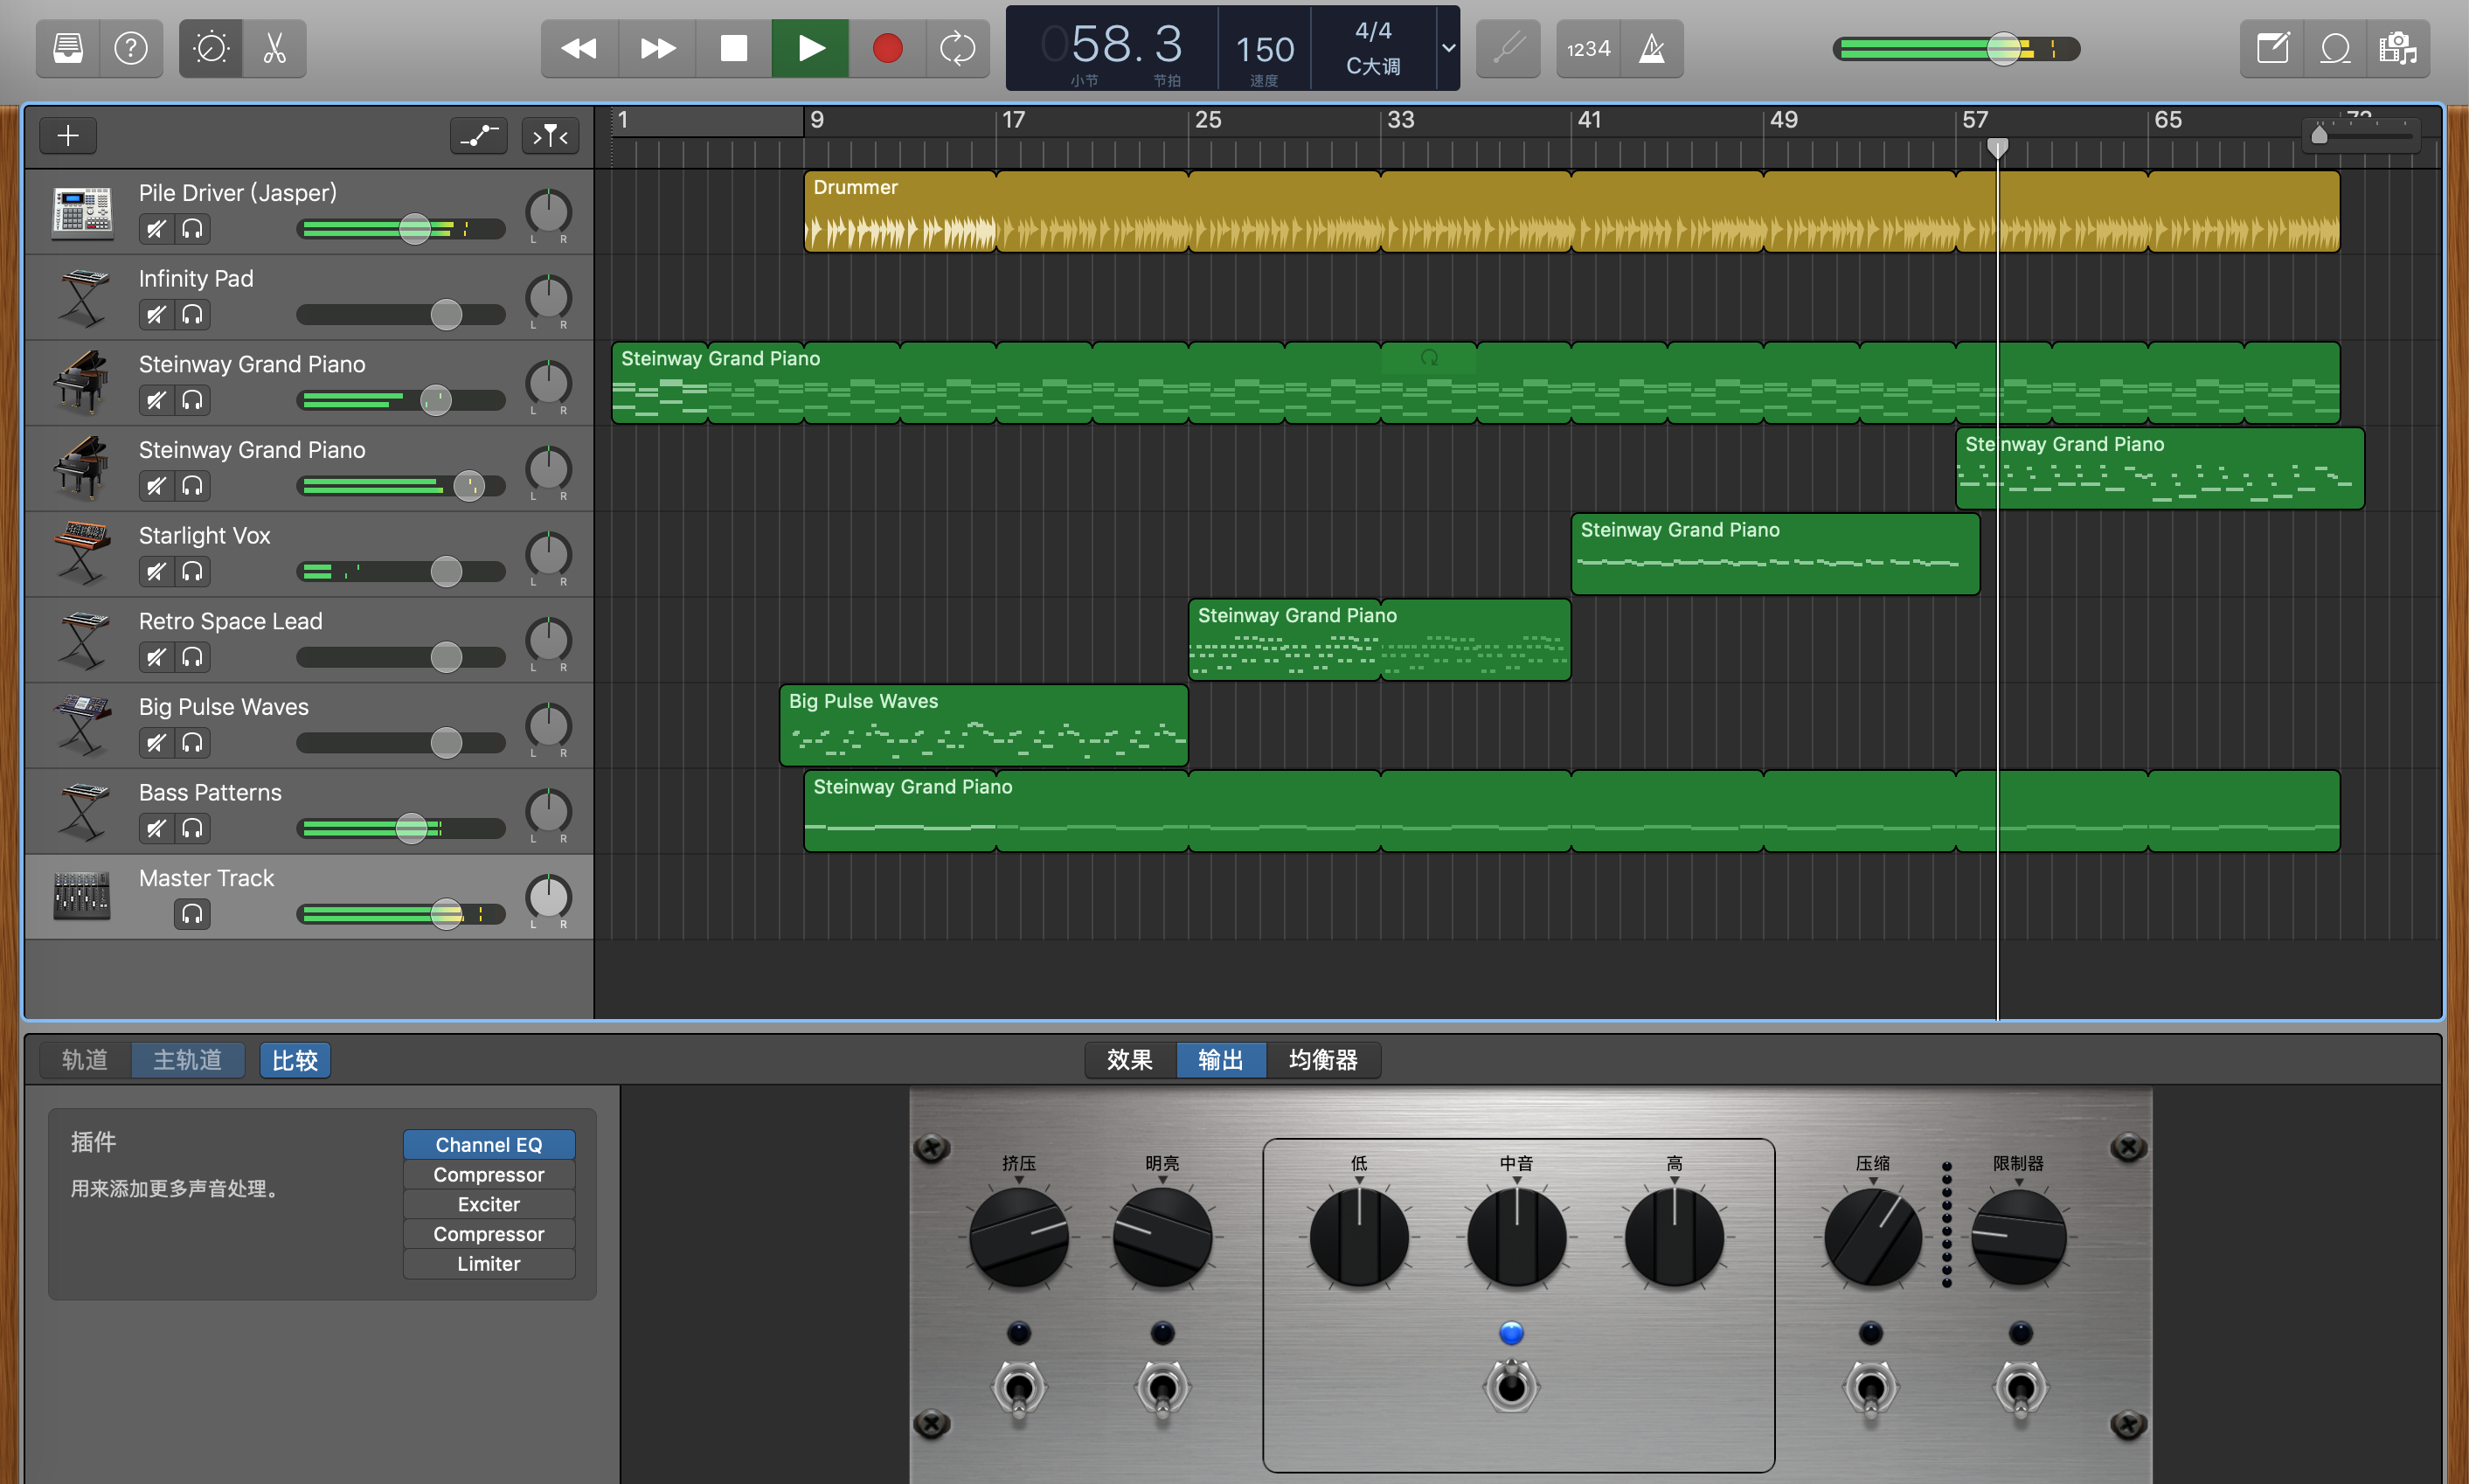 058.3
小节 节拍
150
速度
4/4
C大调
1234
1 9 17 25 33 41 49 57 65
Pile Driver (Jasper)
L R
Drummer
Infinity Pad
L R
Steinway Grand Piano
L R
Steinway Grand Piano
Steinway Grand Piano
L R
Steinway Grand Piano
Starlight Vox
L R
Steinway Grand Piano
Retro Space Lead
L R
Steinway Grand Piano
Big Pulse Waves
L R
Big Pulse Waves
Bass Patterns
L R
Steinway Grand Piano
Master Track
L R
轨道 主轨道 比较
效果 输出 均衡器
插件
用来添加更多声音处理。
Channel EQ
Compressor
Exciter
Compressor
Limiter
挤压 明亮 低 中音 高 压缩 限制器